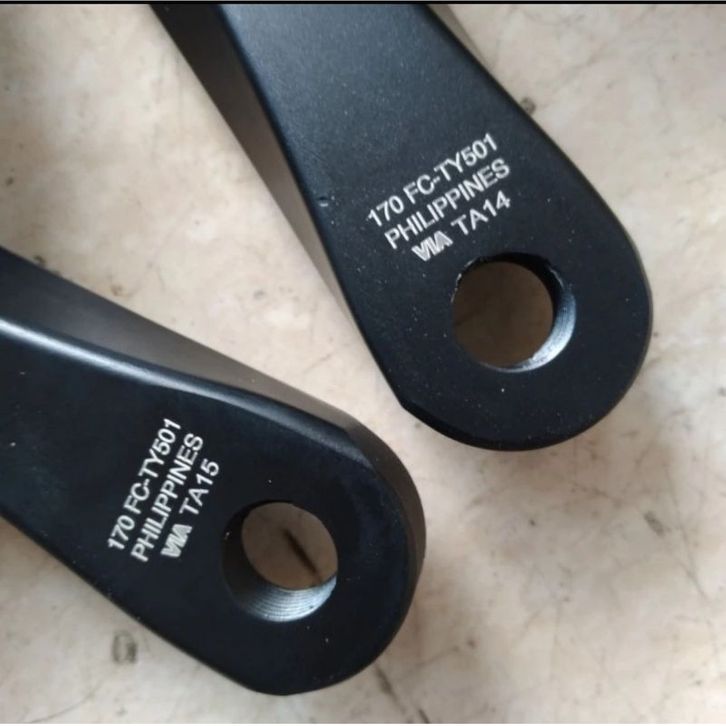 170 FC-TY501
PHILIPPINES
VIA TA14
170 FC-TY501
PHILIPPINES
VIA TA15